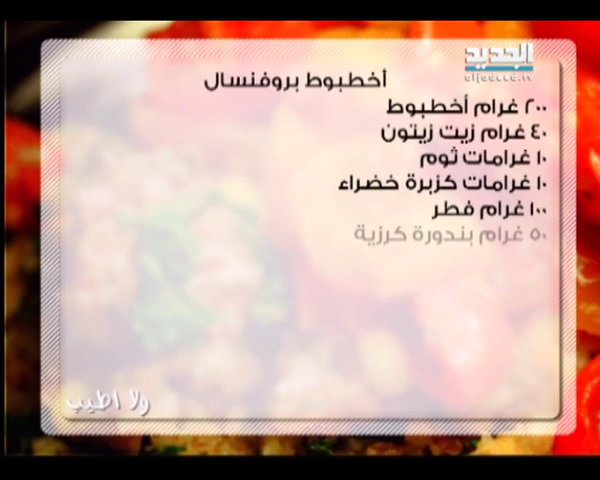 الجديد
aljadeed.tv
أخطبوط بروفنسال
٢٠٠ غرام أخطبوط
٤٠ غرام زيت زيتون
١٠ غرامات ثوم
١٠ غرامات كزبرة خضراء
١٠٠ غرام فطر
٥٠ غرام بندورة كرزية
ولا اطيب